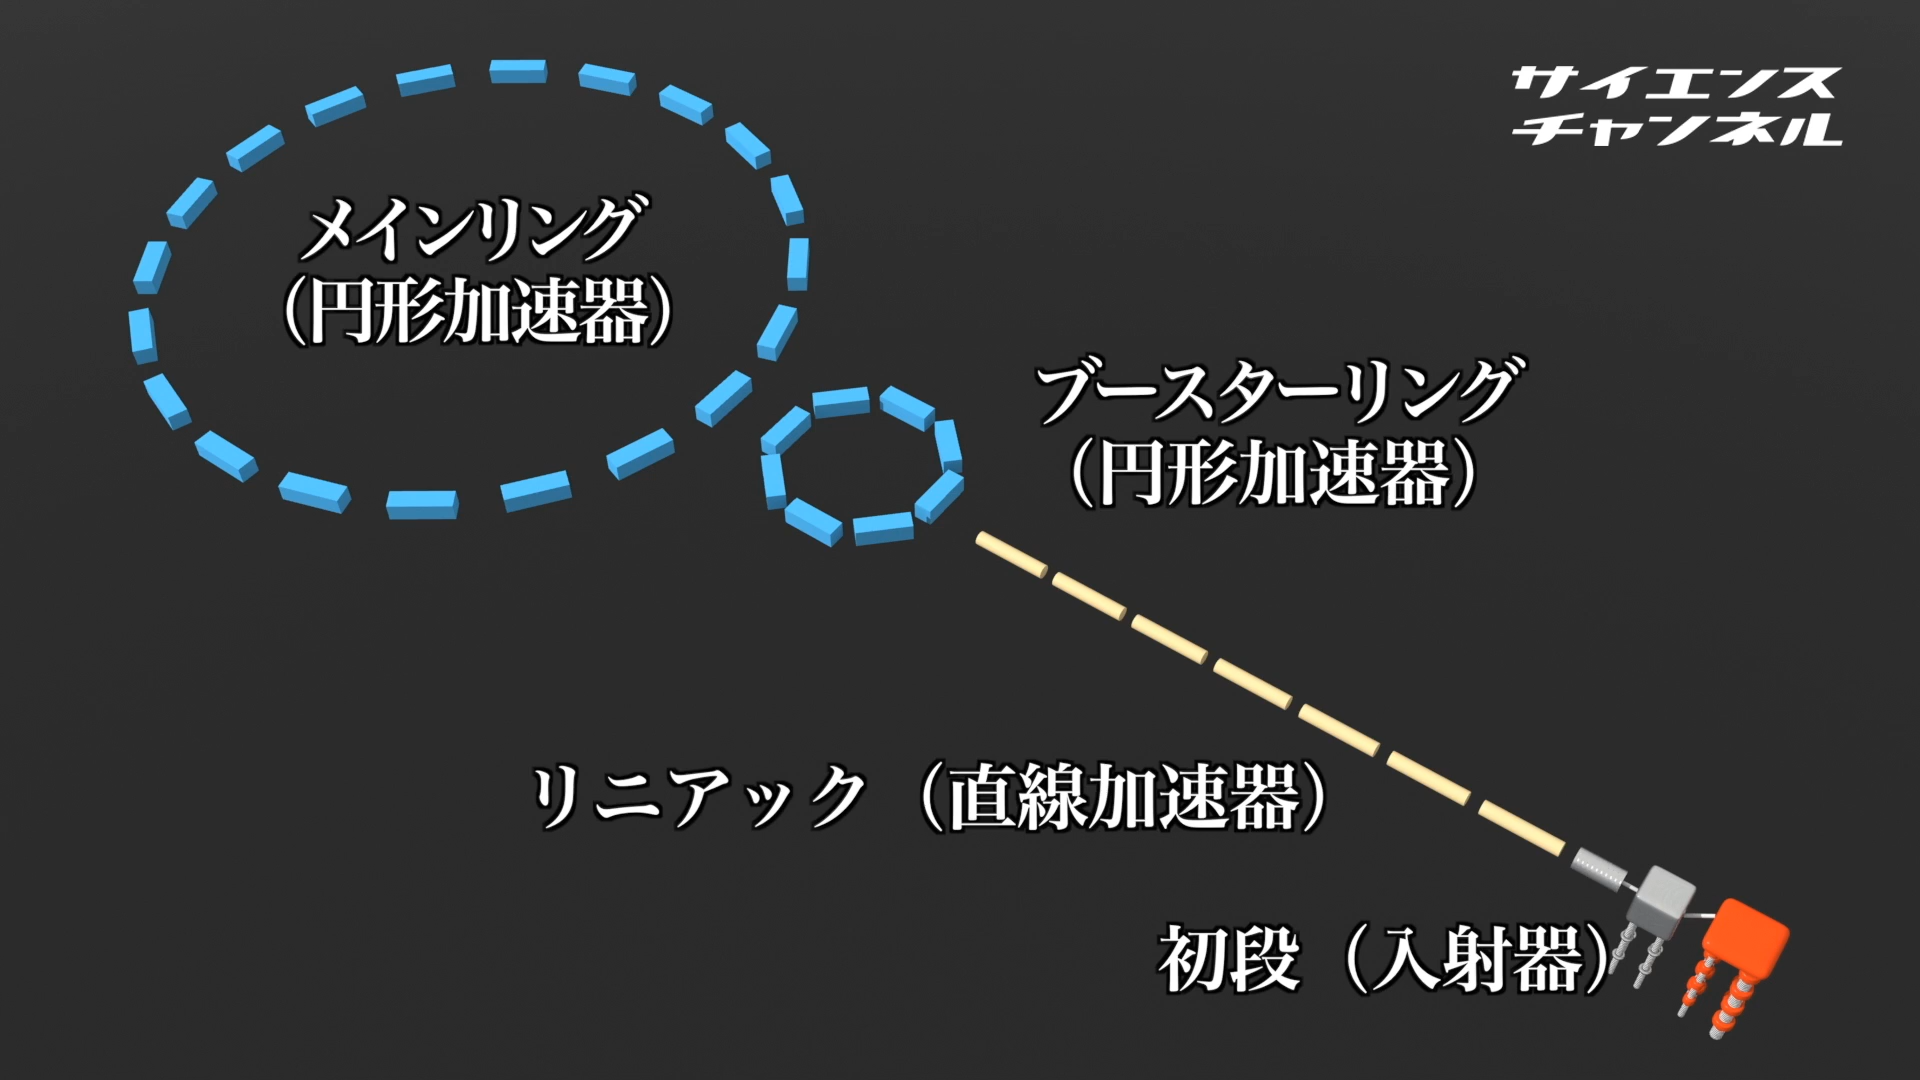 サイエンス
チャンネル
メインリング
（円形加速器）
ブースターリング
（円形加速器）
リニアック（直線加速器）
初段（入射器）